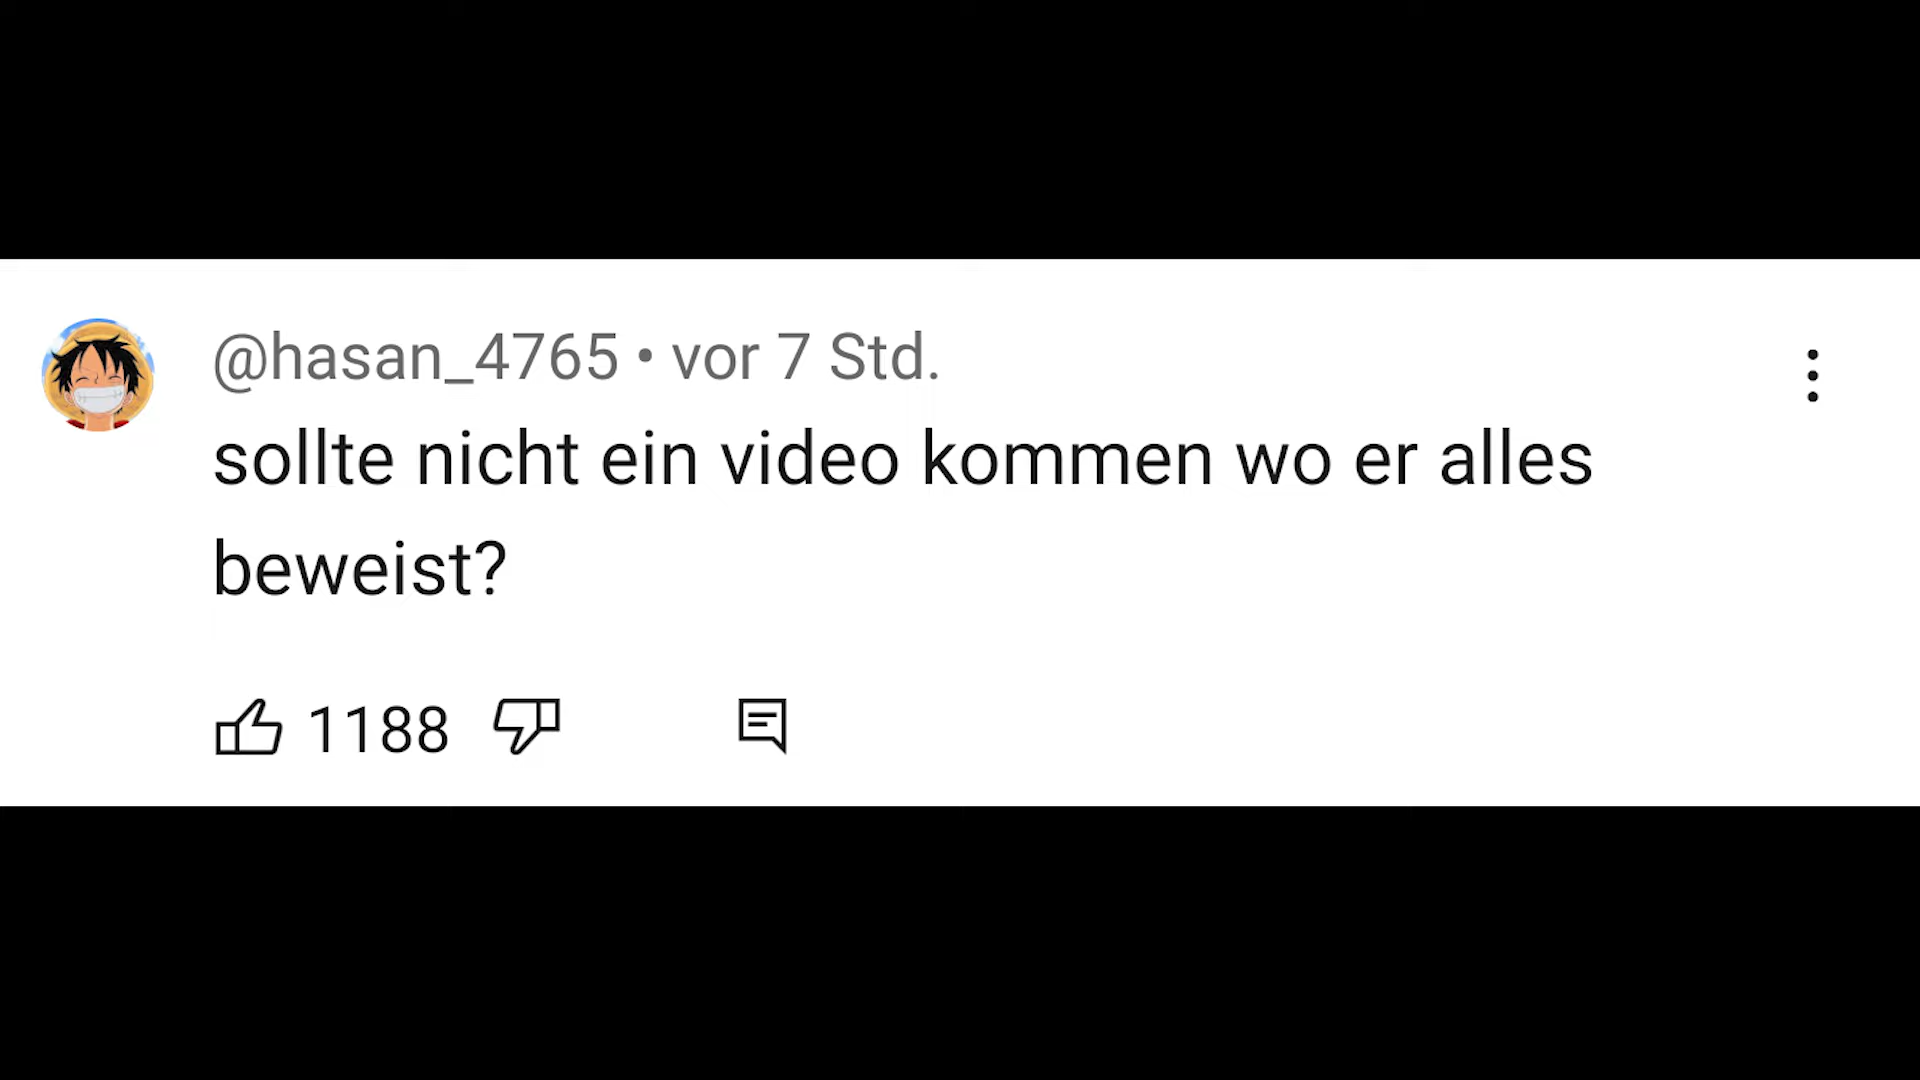 @hasan_4765 • vor 7 Std.
sollte nicht ein video kommen wo er alles
beweist?
1188